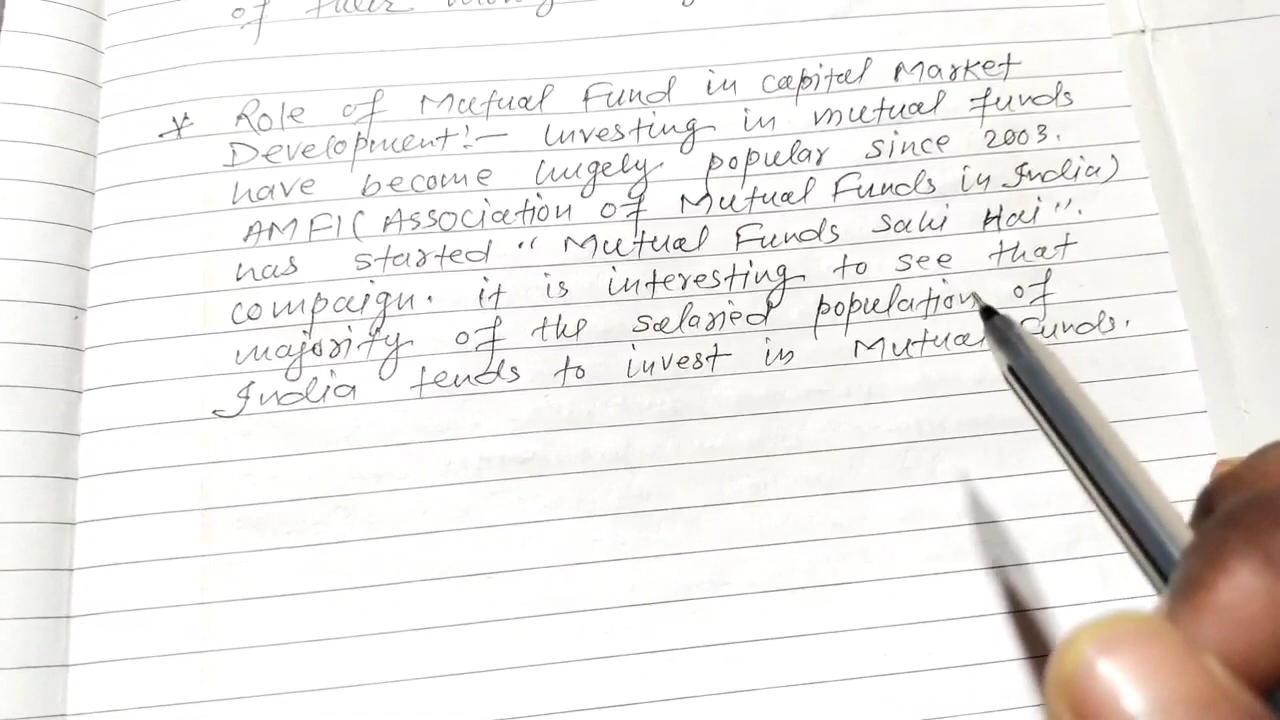 of their
* Role of Mutual Fund in capital Market
Development:- Investing in mutual funds
have become hugely popular since 2003.
AMFI (Association of Mutual Funds in India)
has started "Mutual Funds Sahi Hai".
compaign. it is interesting to see that
majority of the salaried population of
India tends to invest in Mutual Funds.